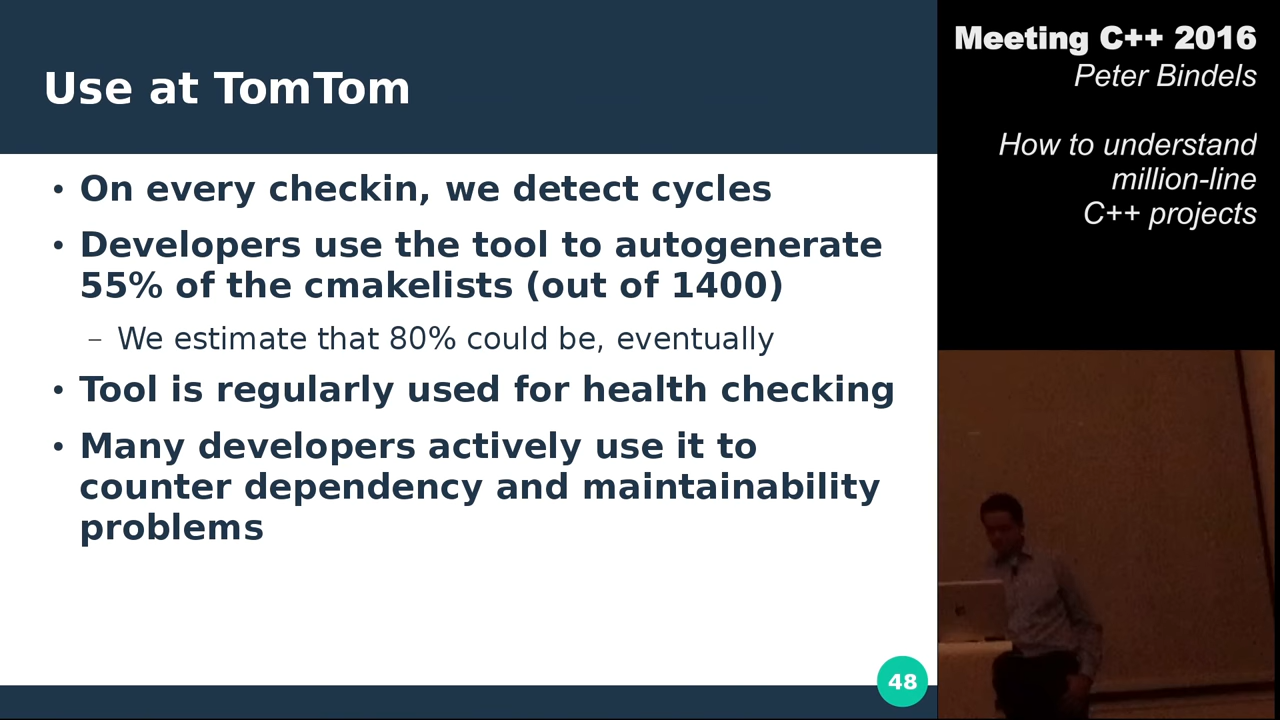 Use at TomTom
• On every checkin, we detect cycles
• Developers use the tool to autogenerate
55% of the cmakelists (out of 1400)
– We estimate that 80% could be, eventually
• Tool is regularly used for health checking
• Many developers actively use it to
counter dependency and maintainability
problems
48
Meeting C++ 2016
Peter Bindels
How to understand
million-line
C++ projects